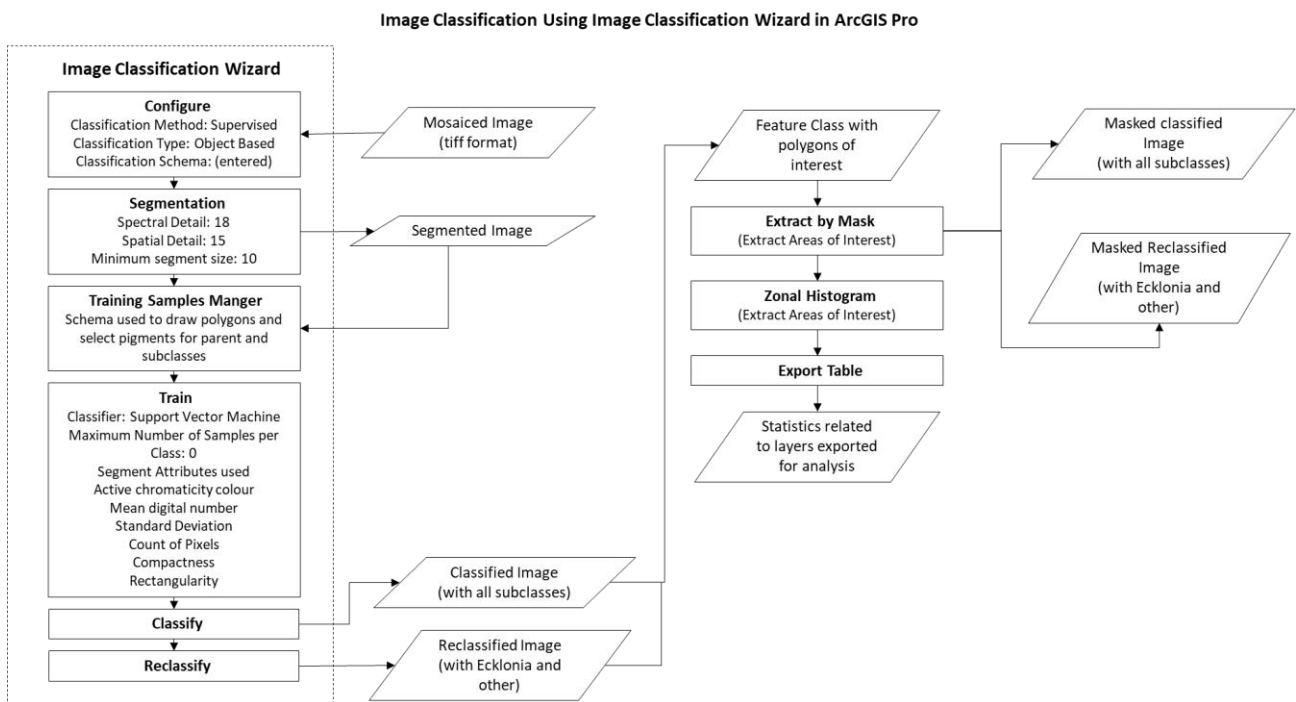 Image Classification Using Image Classification Wizard in ArcGIS Pro
Image Classification Wizard
Configure
Classification Method: Supervised
Classification Type: Object Based
Classification Schema: (entered)
Mosaiced Image
(tiff format)
Segmentation
Spectral Detail: 18
Spatial Detail: 15
Minimum segment size: 10
Segmented Image
Training Samples Manger
Schema used to draw polygons and
select pigments for parent and
subclasses
Train
Classifier: Support Vector Machine
Maximum Number of Samples per
Class: 0
Segment Attributes used
Active chromaticity colour
Mean digital number
Standard Deviation
Count of Pixels
Compactness
Rectangularity
Classify
Reclassify
Classified Image
(with all subclasses)
Reclassified Image
(with Ecklonia and
other)
Feature Class with
polygons of
interest
Extract by Mask
(Extract Areas of Interest)
Zonal Histogram
(Extract Areas of Interest)
Export Table
Statistics related
to layers exported
for analysis
Masked classified
Image
(with all subclasses)
Masked Reclassified
Image
(with Ecklonia and
other)